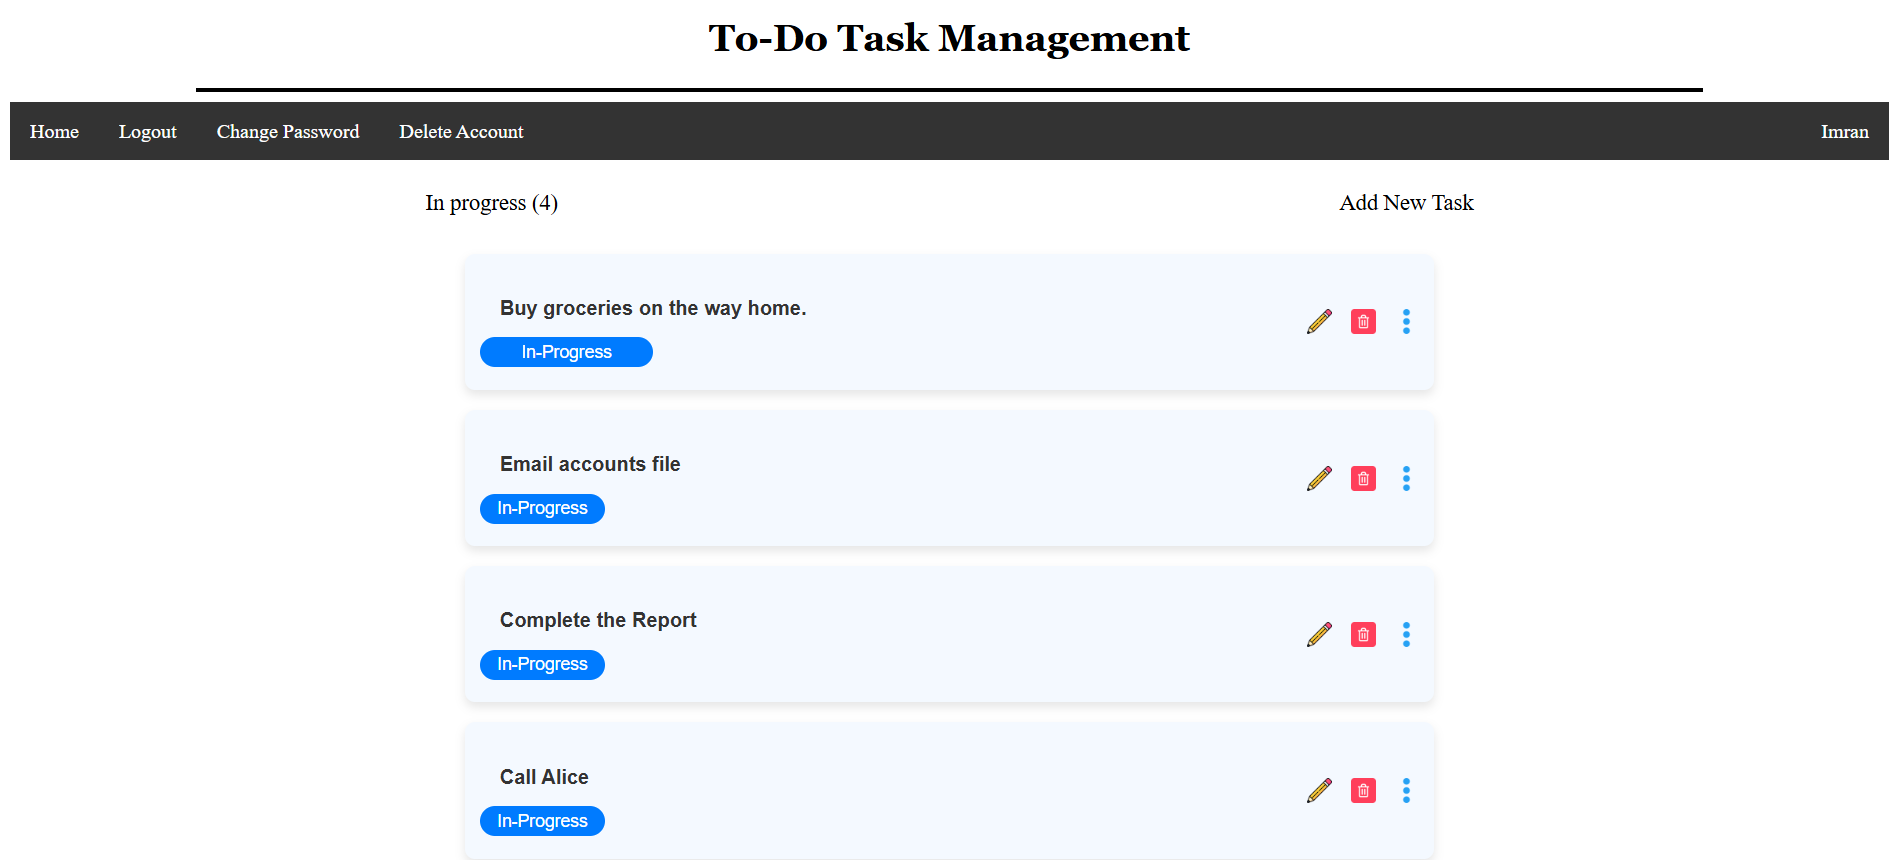 To-Do Task Management
Home Logout Change Password Delete Account Imran
In progress (4) Add New Task
Buy groceries on the way home.
In-Progress
Email accounts file
In-Progress
Complete the Report
In-Progress
Call Alice
In-Progress